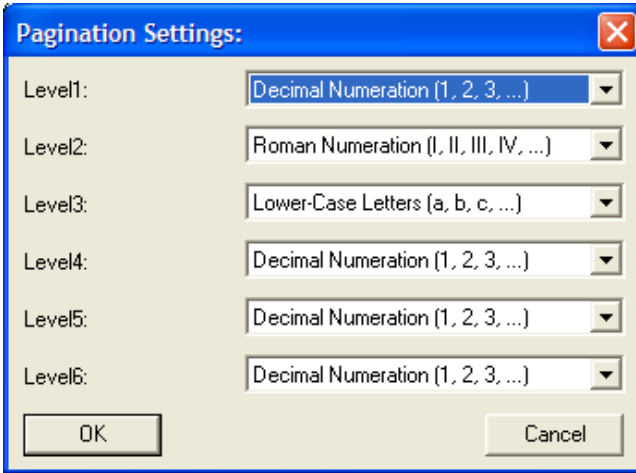 Pagination Settings:
Level1: Decimal Numeration (1, 2, 3, ...)
Level2: Roman Numeration (I, II, III, IV, ...)
Level3: Lower-Case Letters (a, b, c, ...)
Level4: Decimal Numeration (1, 2, 3, ...)
Level5: Decimal Numeration (1, 2, 3, ...)
Level6: Decimal Numeration (1, 2, 3, ...)
OK Cancel